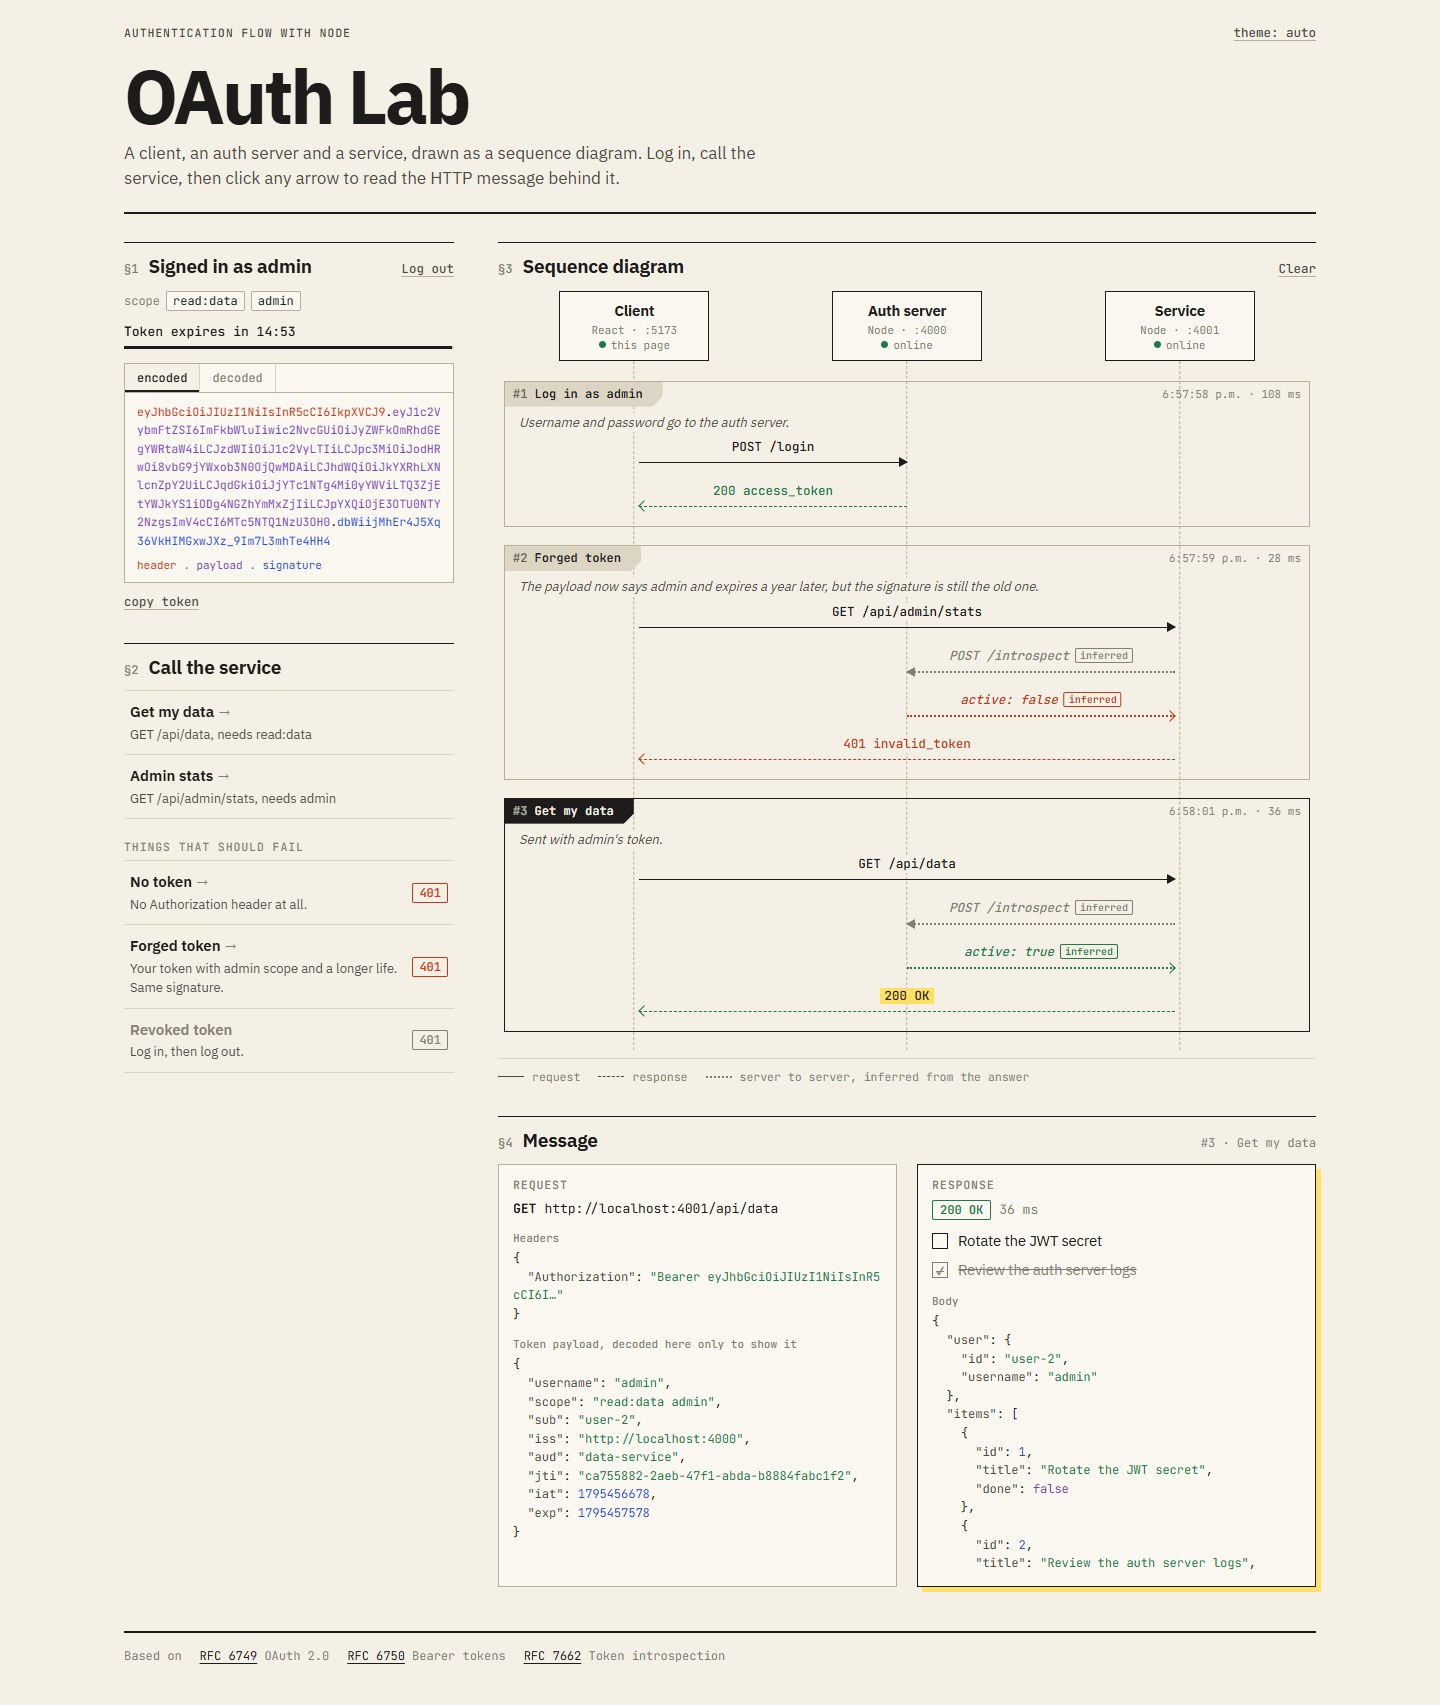 AUTHENTICATION FLOW WITH NODE
theme: auto
OAuth Lab
A client, an auth server and a service, drawn as a sequence diagram. Log in, call the
service, then click any arrow to read the HTTP message behind it.
§1 Signed in as admin
Log out
scope read:data admin
Token expires in 14:53
encoded decoded
eyJhbGciOiJIUzI1NiIsInR5cCI6IkpXVCJ9.eyJ1c2V
ybmFtZSI6ImFkbWluIiwic2NvcGUiOiJyZWFkOmRhdGE
gYWRtaW4iLCJzdWIiOiJ1c2VyLTIiLCJpc3MiOiJodHR
wOi8vbG9jYWxob3N0OjQwMDAiLCJhdWQiOiJkYXRhLXN
lcnZpY2UiLCJqdGkiOiJjYTc1NTg4Mi0yYWViLTQ3ZjE
tYWJkYS1iODg4NGZhYmMxZjIiLCJpYXQiOjE3OTU0NTY
2NzgsImV4cCI6MTc5NTQ1NzU3OH0.dbWiijMhEr4J5Xq
36VkHIMGxwJXz_9Im7L3mhTe4HH4
header . payload . signature
copy token
§2 Call the service
Get my data →
GET /api/data, needs read:data
Admin stats →
GET /api/admin/stats, needs admin
THINGS THAT SHOULD FAIL
No token →
No Authorization header at all.
401
Forged token →
Your token with admin scope and a longer life.
Same signature.
401
Revoked token
Log in, then log out.
401
§3 Sequence diagram
Clear
Client
React · :5173
this page
Auth server
Node · :4000
online
Service
Node · :4001
online
#1 Log in as admin
6:57:58 p.m. · 108 ms
Username and password go to the auth server.
POST /login
200 access_token
#2 Forged token
6:57:59 p.m. · 28 ms
The payload now says admin and expires a year later, but the signature is still the old one.
GET /api/admin/stats
POST /introspect inferred
active: false inferred
401 invalid_token
#3 Get my data
6:58:01 p.m. · 36 ms
Sent with admin's token.
GET /api/data
POST /introspect inferred
active: true inferred
200 OK
request response server to server, inferred from the answer
§4 Message
#3 · Get my data
REQUEST
GET http://localhost:4001/api/data
Headers
{
"Authorization": "Bearer eyJhbGciOiJIUzI1NiIsInR5
cCI6I…"
}
Token payload, decoded here only to show it
{
"username": "admin",
"scope": "read:data admin",
"sub": "user-2",
"iss": "http://localhost:4000",
"aud": "data-service",
"jti": "ca755882-2aeb-47f1-abda-b8884fabc1f2",
"iat": 1795456678,
"exp": 1795457578
}
RESPONSE
200 OK 36 ms
Rotate the JWT secret
Review the auth server logs
Body
{
"user": {
"id": "user-2",
"username": "admin"
},
"items": [
{
"id": 1,
"title": "Rotate the JWT secret",
"done": false
},
{
"id": 2,
"title": "Review the auth server logs",
Based on RFC 6749 OAuth 2.0 RFC 6750 Bearer tokens RFC 7662 Token introspection